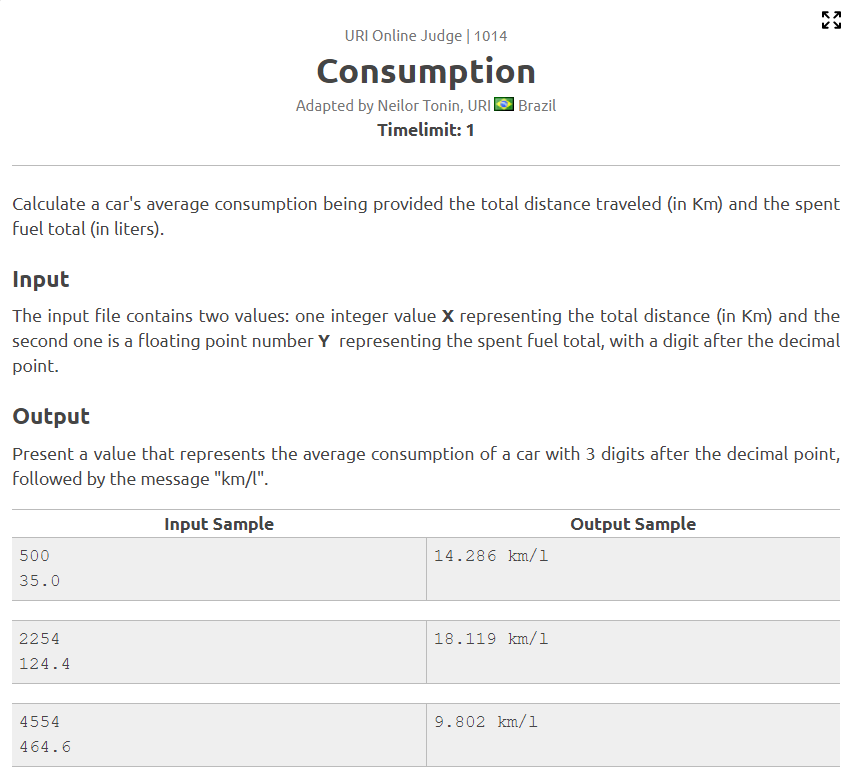 URI Online Judge | 1014
Consumption
Adapted by Neilor Tonin, URI Brazil
Timelimit: 1
Calculate a car's average consumption being provided the total distance traveled (in Km) and the spent
fuel total (in liters).
Input
The input file contains two values: one integer value X representing the total distance (in Km) and the
second one is a floating point number Y representing the spent fuel total, with a digit after the decimal
point.
Output
Present a value that represents the average consumption of a car with 3 digits after the decimal point,
followed by the message "km/l".
Input Sample Output Sample
500 14.286 km/l
35.0
2254 18.119 km/l
124.4
4554 9.802 km/l
464.6